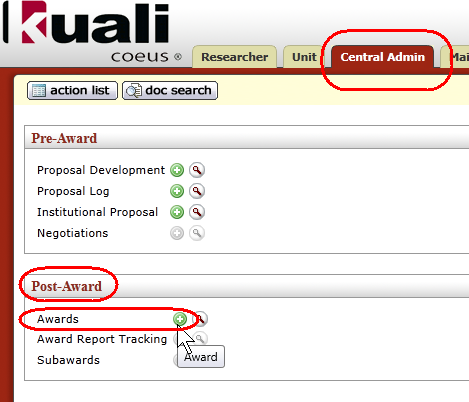 kuali
coeus ®
Researcher Unit Central Admin Mai
action list doc search
Pre-Award
Proposal Development
Proposal Log
Institutional Proposal
Negotiations
Post-Award
Awards
Award Report Tracking
Award
Subawards